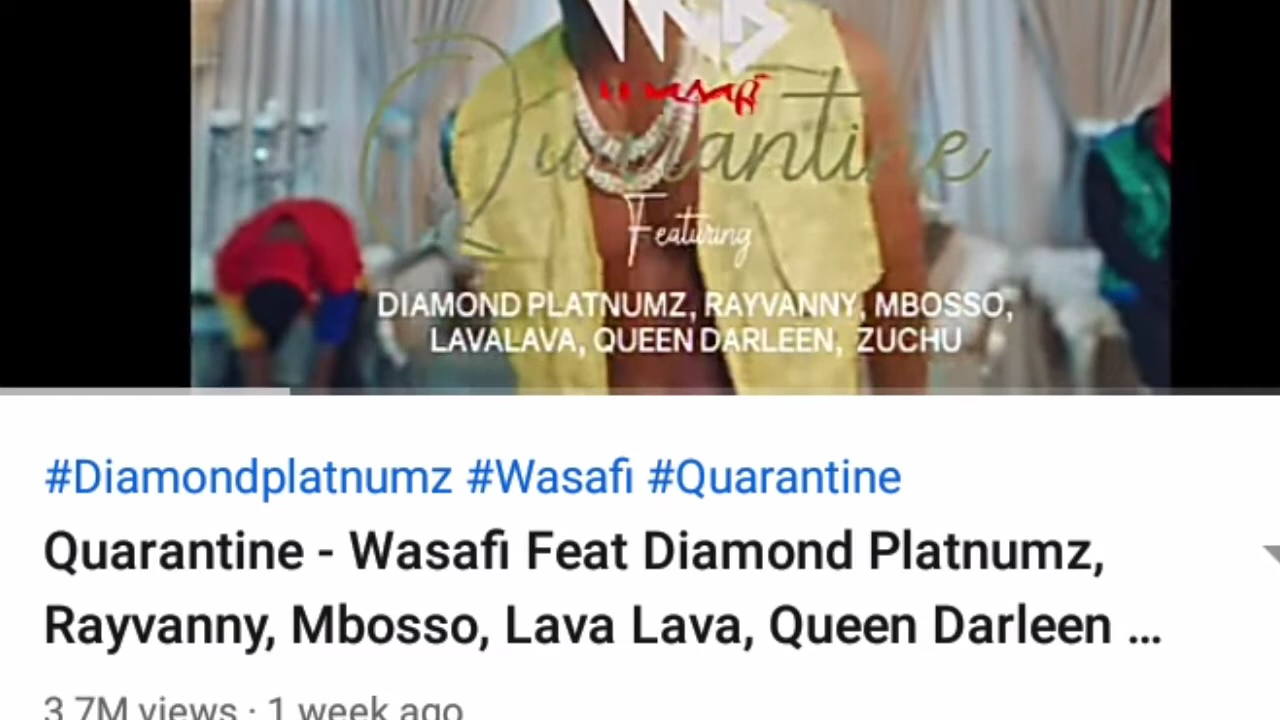 Quarantine
Featuring
DIAMOND PLATNUMZ, RAYVANNY, MBOSSO,
LAVALAVA, QUEEN DARLEEN, ZUCHU
#Diamondplatnumz #Wasafi #Quarantine
Quarantine - Wasafi Feat Diamond Platnumz,
Rayvanny, Mbosso, Lava Lava, Queen Darleen ...
3.7M views · 1 week ago